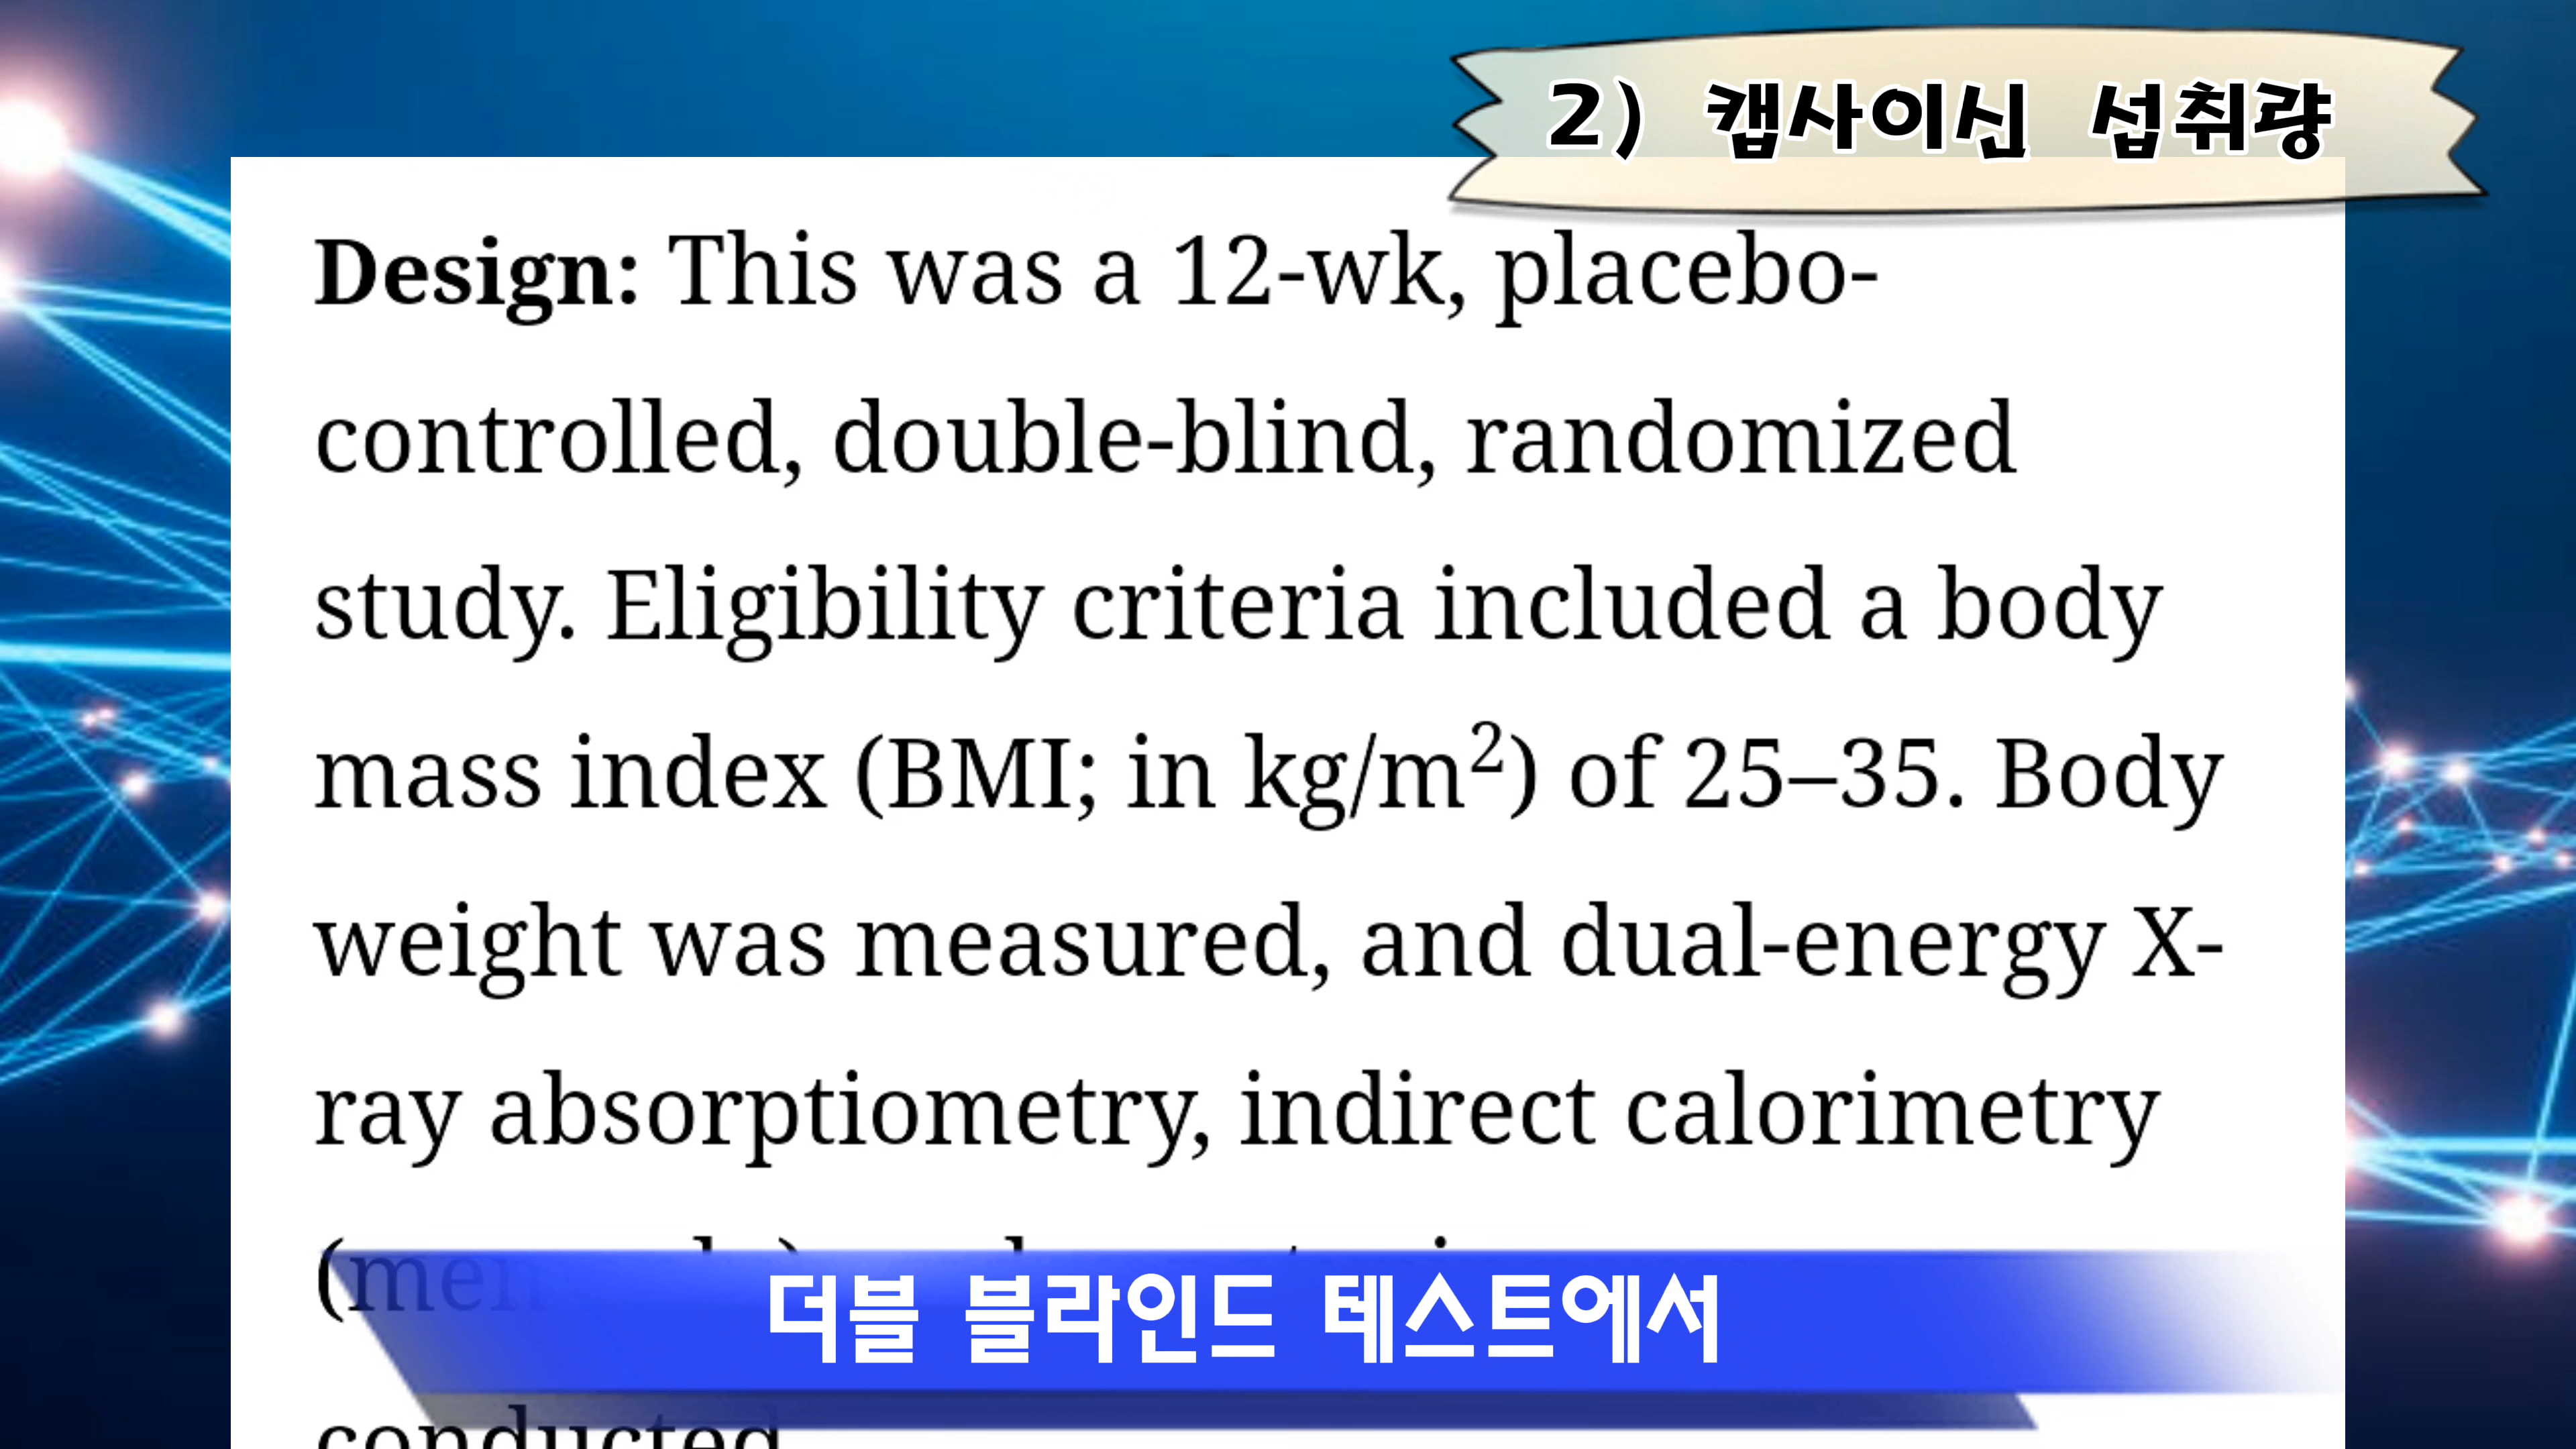 2) 캡사이신 섭취량
Design: This was a 12-wk, placebo-
controlled, double-blind, randomized
study. Eligibility criteria included a body
mass index (BMI; in kg/m²) of 25–35. Body
weight was measured, and dual-energy X-
ray absorptiometry, indirect calorimetry
더블 블라인드 테스트에서
conducted